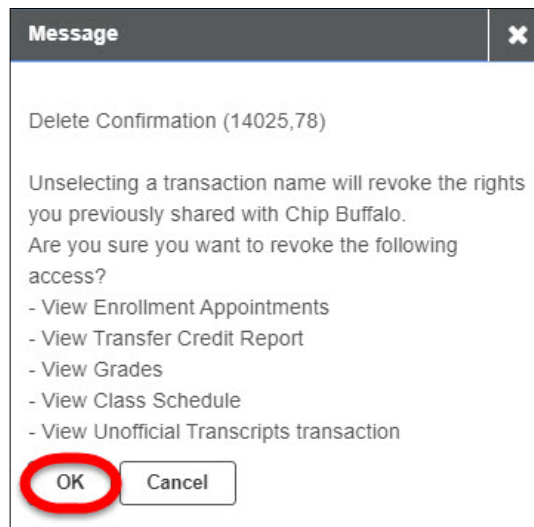 Message
Delete Confirmation (14025,78)
Unselecting a transaction name will revoke the rights
you previously shared with Chip Buffalo.
Are you sure you want to revoke the following
access?
- View Enrollment Appointments
- View Transfer Credit Report
- View Grades
- View Class Schedule
- View Unofficial Transcripts transaction
OK Cancel